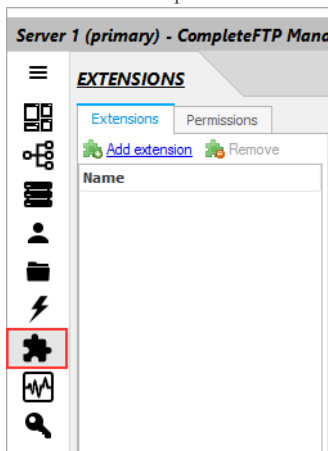 Server 1 (primary) - CompleteFTP Mana
EXTENSIONS
Extensions Permissions
Add extension Remove
Name